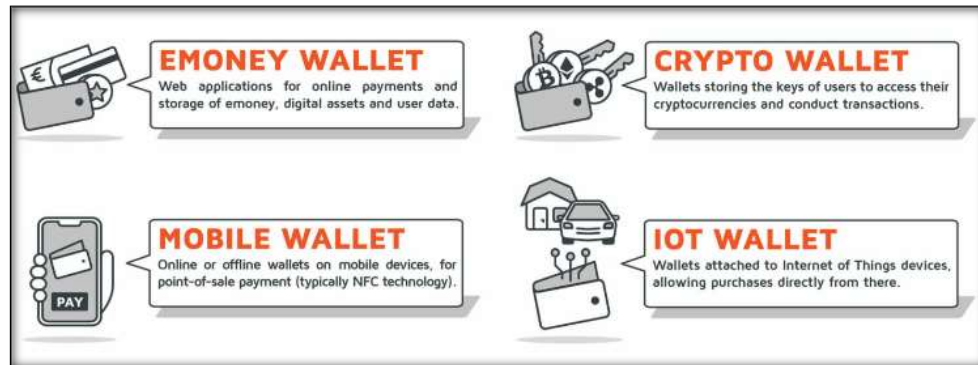 EMONEY WALLET
Web applications for online payments and
storage of emoney, digital assets and user data.
CRYPTO WALLET
Wallets storing the keys of users to access their
cryptocurrencies and conduct transactions.
MOBILE WALLET
Online or offline wallets on mobile devices, for
point-of-sale payment (typically NFC technology).
PAY
IOT WALLET
Wallets attached to Internet of Things devices,
allowing purchases directly from there.